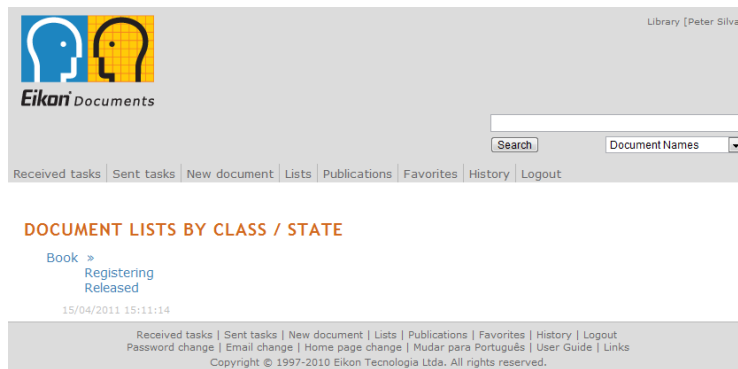 Library [Peter Silva
Eikon Documents
Search
Document Names
Received tasks | Sent tasks | New document | Lists | Publications | Favorites | History | Logout
DOCUMENT LISTS BY CLASS / STATE
Book »
Registering
Released
15/04/2011 15:11:14
Received tasks | Sent tasks | New document | Lists | Publications | Favorites | History | Logout
Password change | Email change | Home page change | Mudar para Português | User Guide | Links
Copyright © 1997-2010 Eikon Tecnologia Ltda. All rights reserved.